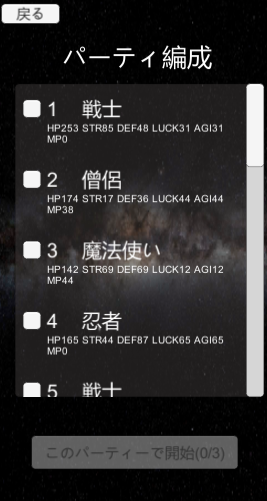 戻る
パーティ編成
1 戦士
HP253 STR85 DEF48 LUCK31 AGI31
MP0
2 僧侶
HP174 STR17 DEF36 LUCK44 AGI44
MP38
3 魔法使い
HP142 STR69 DEF69 LUCK12 AGI12
MP44
4 忍者
HP165 STR44 DEF87 LUCK65 AGI65
MP0
5 戦士
このパーティーで開始(0/3)